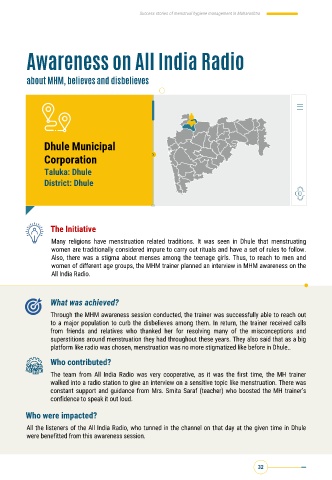 Success stories of menstrual hygiene management in Maharashtra
Awareness on All India Radio
about MHM, believes and disbelieves
Dhule Municipal
Corporation
Taluka: Dhule
District: Dhule
The Initiative
Many religions have menstruation related traditions. It was seen in Dhule that menstruating
women are traditionally considered impure to carry out rituals and have a set of rules to follow.
Also, there was a stigma about menses among the teenage girls. Thus, to reach to men and
women of different age groups, the MHM trainer planned an interview in MHM awareness on the
All India Radio.
What was achieved?
Through the MHM awareness session conducted, the trainer was successfully able to reach out
to a major population to curb the disbelieves among them. In return, the trainer received calls
from friends and relatives who thanked her for resolving many of the misconceptions and
superstitions around menstruation they had throughout these years. They also said that as a big
platform like radio was chosen, menstruation was no more stigmatized like before in Dhule..
Who contributed?
The team from All India Radio was very cooperative, as it was the first time, the MH trainer
walked into a radio station to give an interview on a sensitive topic like menstruation. There was
constant support and guidance from Mrs. Smita Saraf (teacher) who boosted the MH trainer's
confidence to speak it out loud.
Who were impacted?
All the listeners of the All India Radio, who tunned in the channel on that day at the given time in Dhule
were benefitted from this awareness session.
33